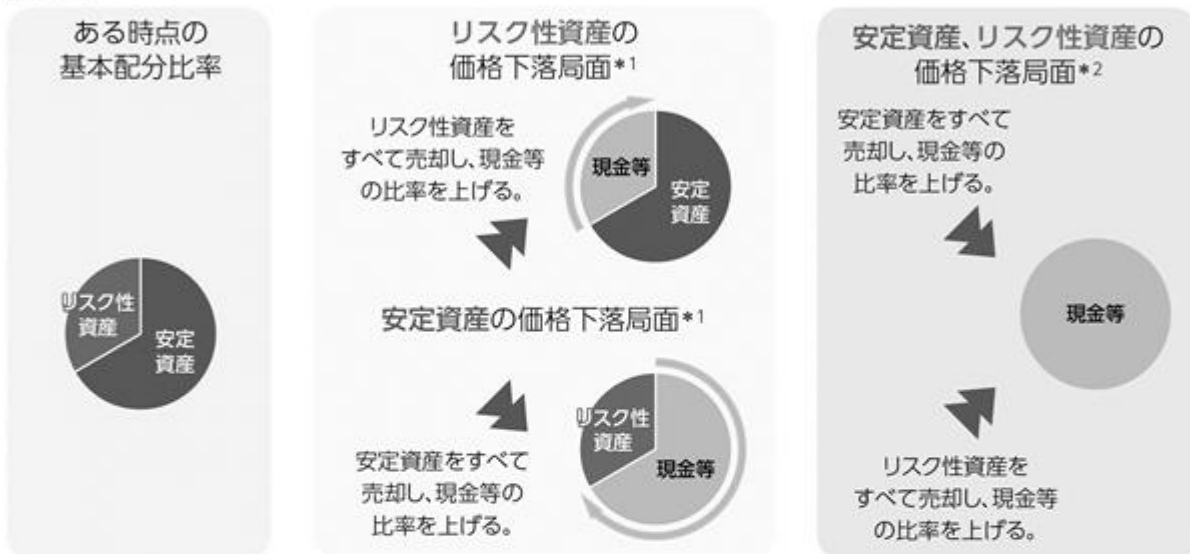 ある時点の
基本配分比率
リスク性
資産
安定
資産
リスク性資産の
価格下落局面*1
リスク性資産を
すべて売却し、現金等
の比率を上げる。
現金等
安定
資産
安定資産の価格下落局面*1
安定資産をすべて
売却し、現金等の
比率を上げる。
リスク性
資産
現金等
安定資産、リスク性資産の
価格下落局面*2
安定資産をすべて
売却し、現金等の
比率を上げる。
現金等
リスク性資産を
すべて売却し、現金等
の比率を上げる。